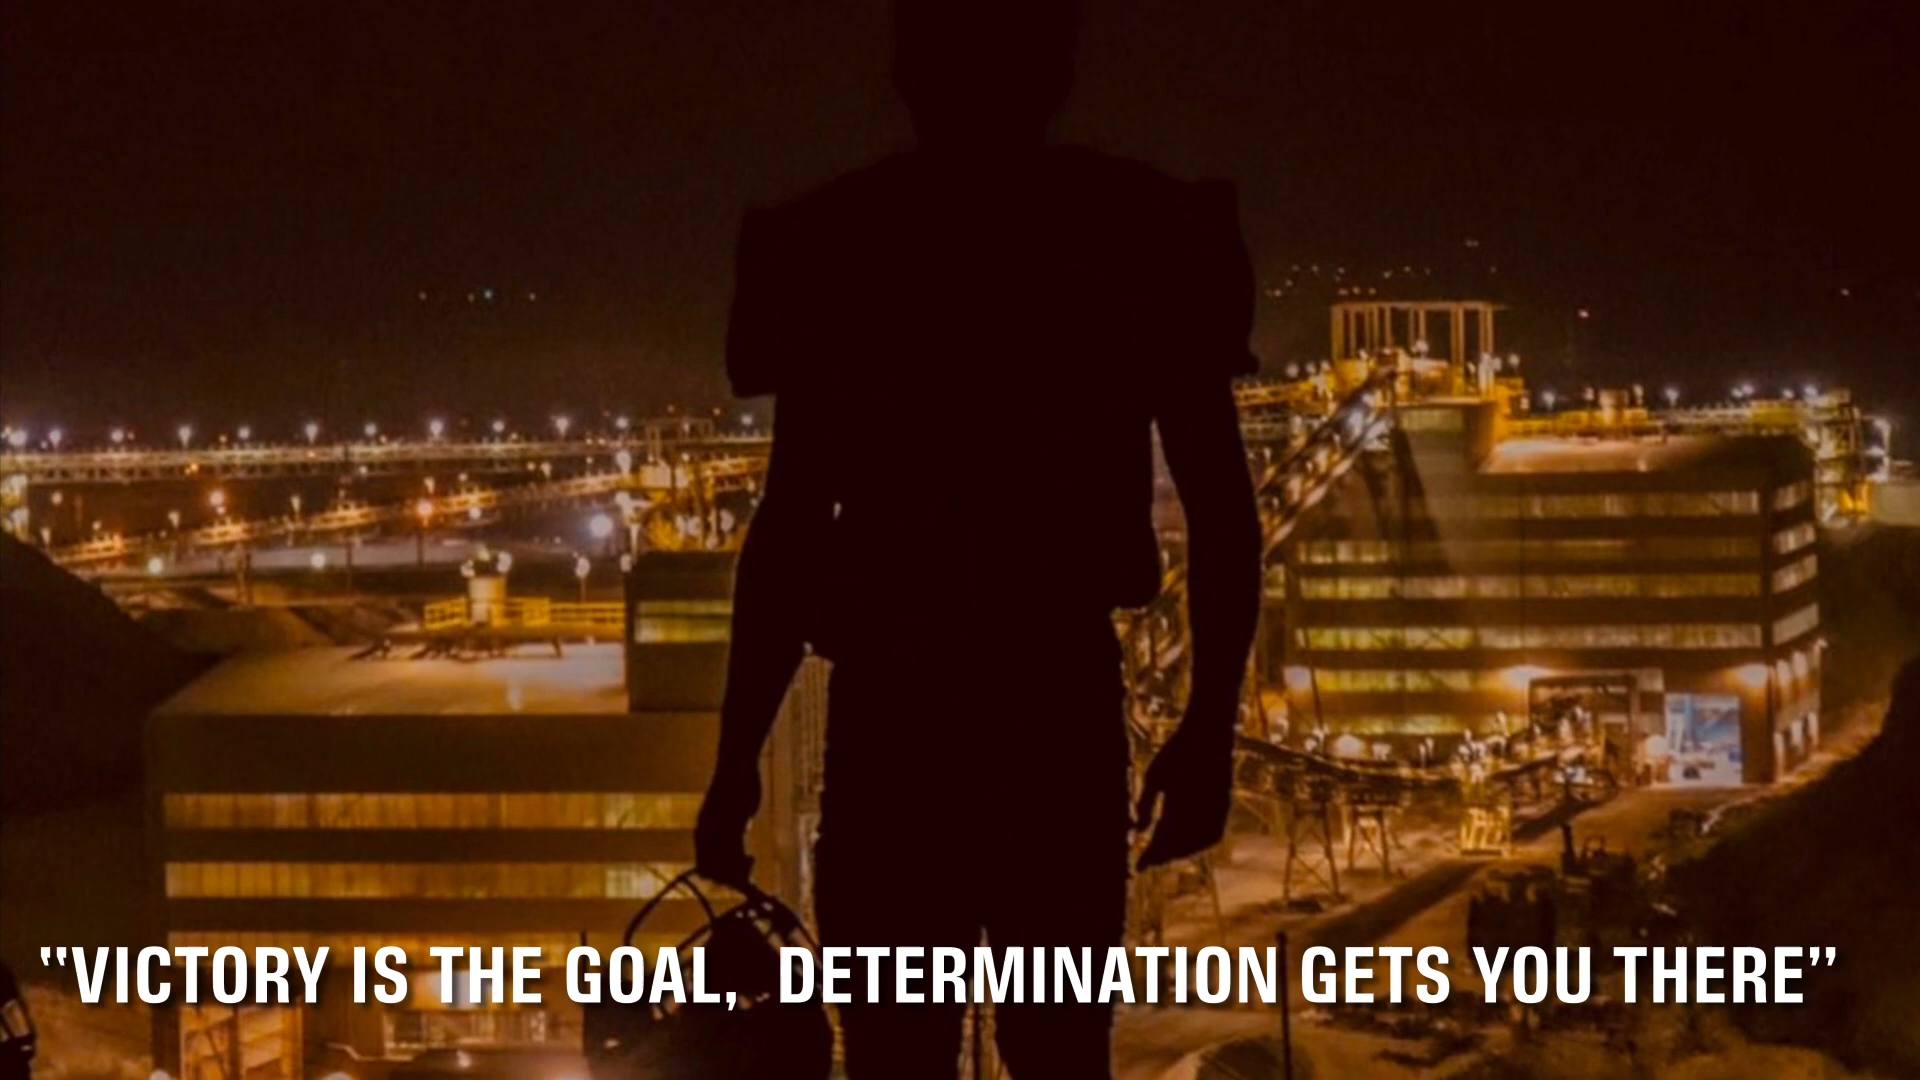 “VICTORY IS THE GOAL,  DETERMINATION GETS YOU THERE”